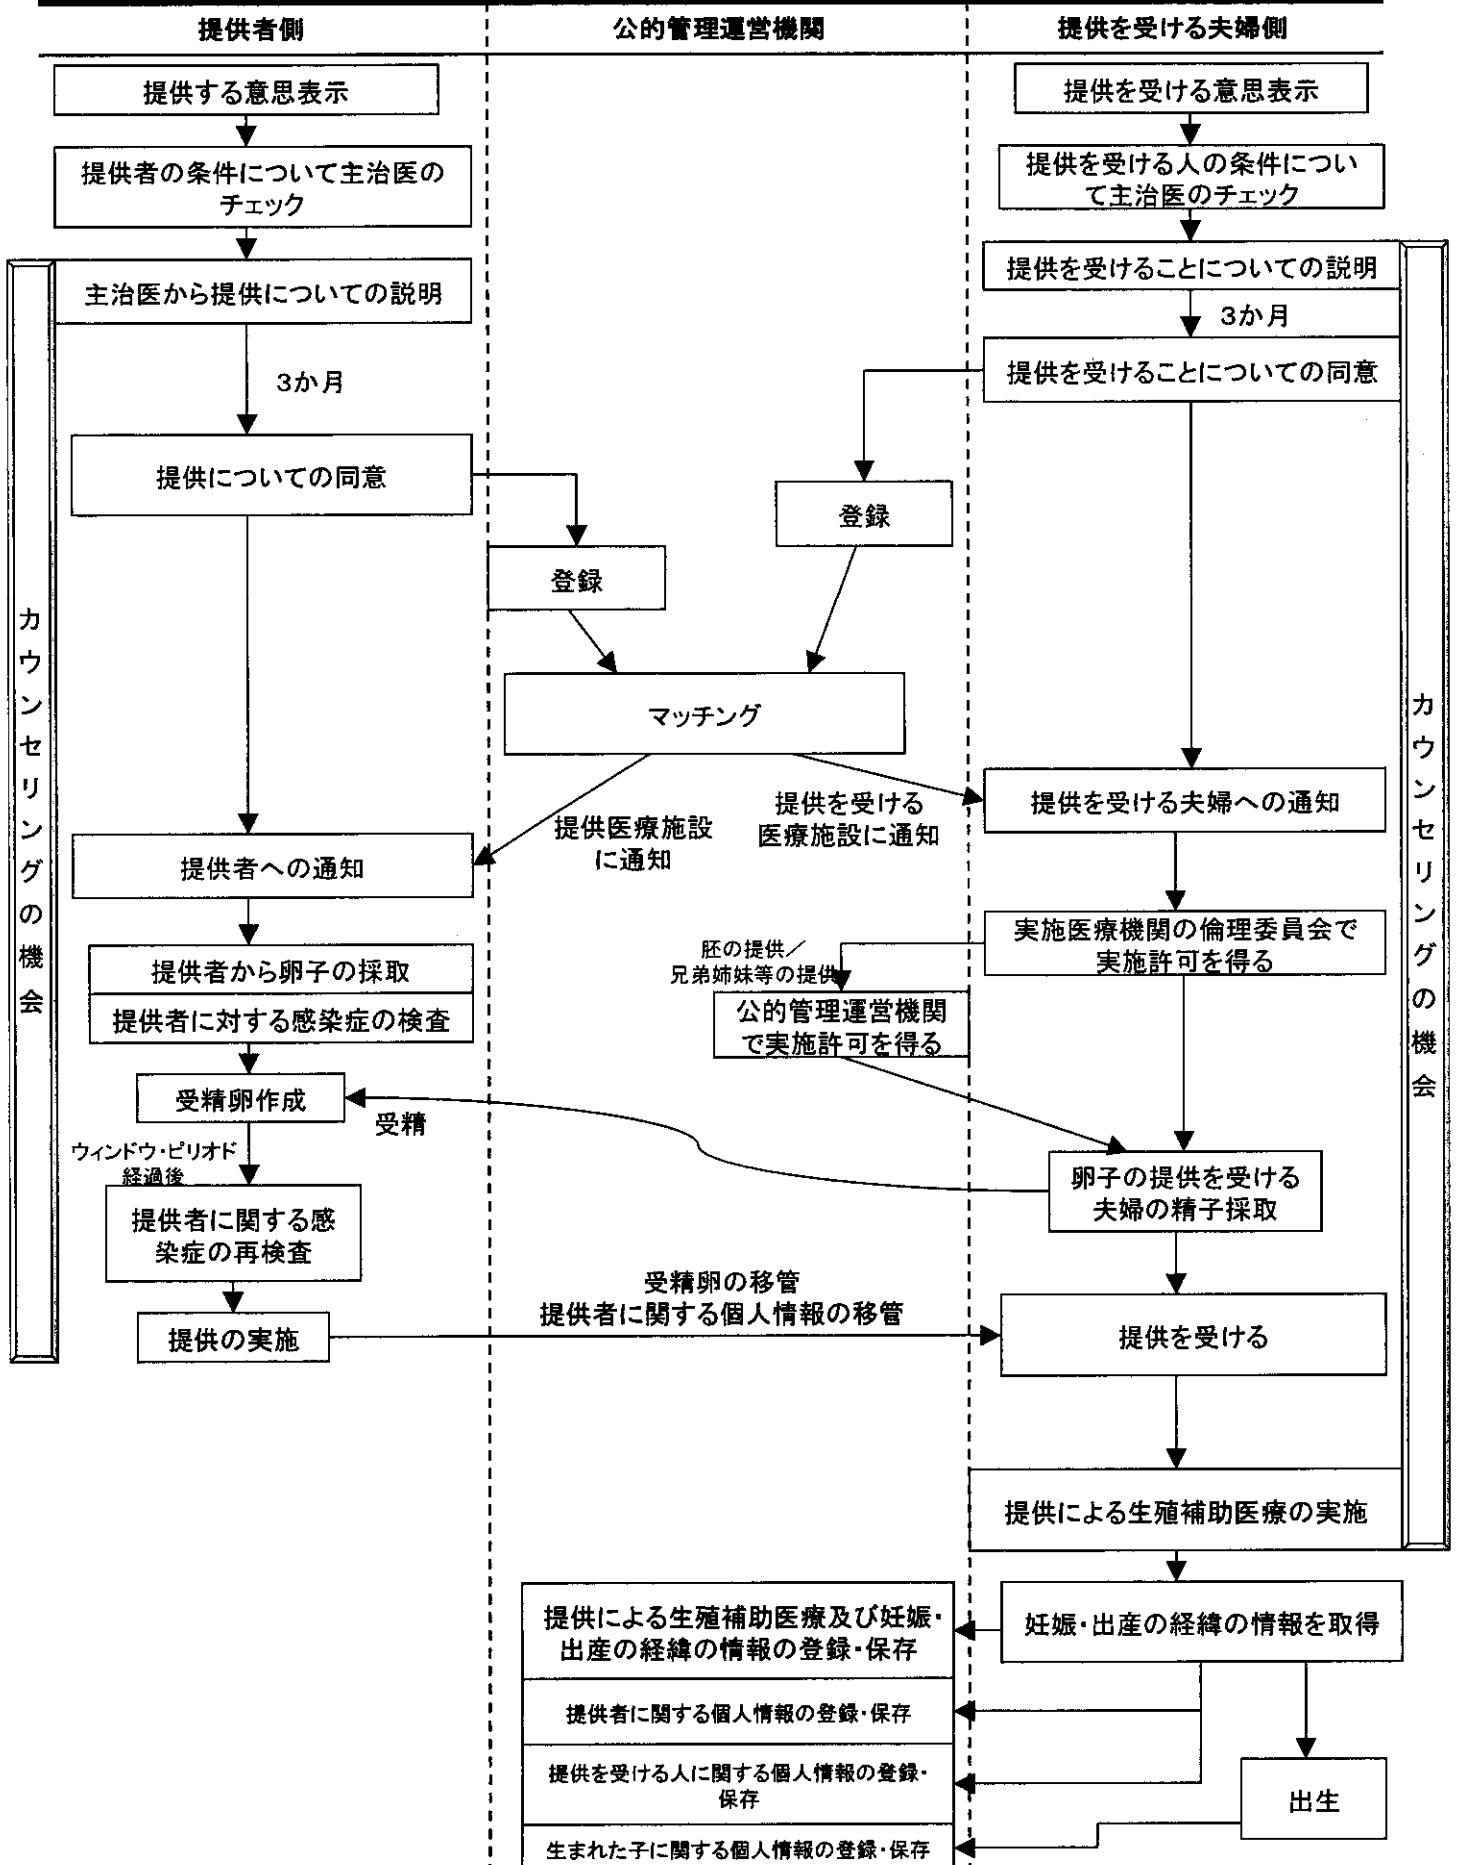 提供者側
公的管理運営機関
提供を受ける夫婦側
提供する意思表示
提供を受ける意思表示
提供者の条件について主治医の
チェック
提供を受ける人の条件につい
て主治医のチェック
主治医から提供についての説明
提供を受けることについての説明
3か月
3か月
提供を受けることについての同意
提供についての同意
登録
登録
マッチング
提供医療施設
に通知
提供を受ける
医療施設に通知
提供を受ける夫婦への通知
提供者への通知
実施医療機関の倫理委員会で
実施許可を得る
胚の提供／
兄弟姉妹等の提供
公的管理運営機関
で実施許可を得る
提供者から卵子の採取
提供者に対する感染症の検査
受精卵作成
受精
ウィンドウ・ピリオド
経過後
卵子の提供を受ける
夫婦の精子採取
提供者に関する感
染症の再検査
受精卵の移管
提供者に関する個人情報の移管
提供の実施
提供を受ける
提供による生殖補助医療の実施
カウンセリングの機会
カウンセリングの機会
提供による生殖補助医療及び妊娠・
出産の経緯の情報の登録・保存
妊娠・出産の経緯の情報を取得
提供者に関する個人情報の登録・保存
提供を受ける人に関する個人情報の登録・
保存
出生
生まれた子に関する個人情報の登録・保存